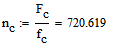 n_c := F_c / f_c = 720.619